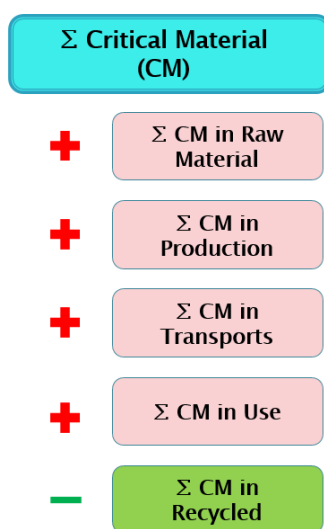 Σ Critical Material
(CM)
+
Σ CM in Raw
Material
+
Σ CM in
Production
+
Σ CM in
Transports
+
Σ CM in Use
−
Σ CM in
Recycled